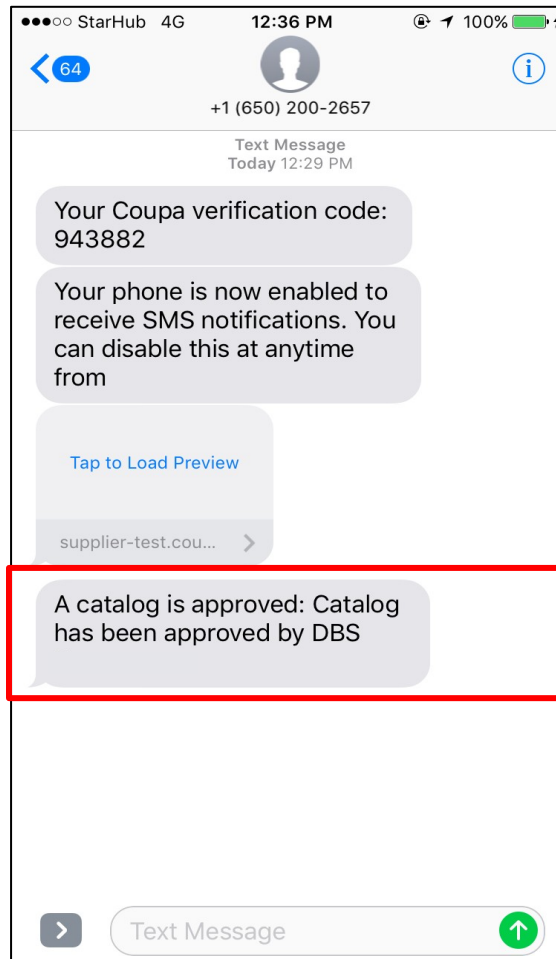 StarHub 4G 12:36 PM 100%
64
+1 (650) 200-2657
Text Message
Today 12:29 PM
Your Coupa verification code:
943882
Your phone is now enabled to
receive SMS notifications. You
can disable this at anytime
from
Tap to Load Preview
supplier-test.cou...
A catalog is approved: Catalog
has been approved by DBS
Text Message